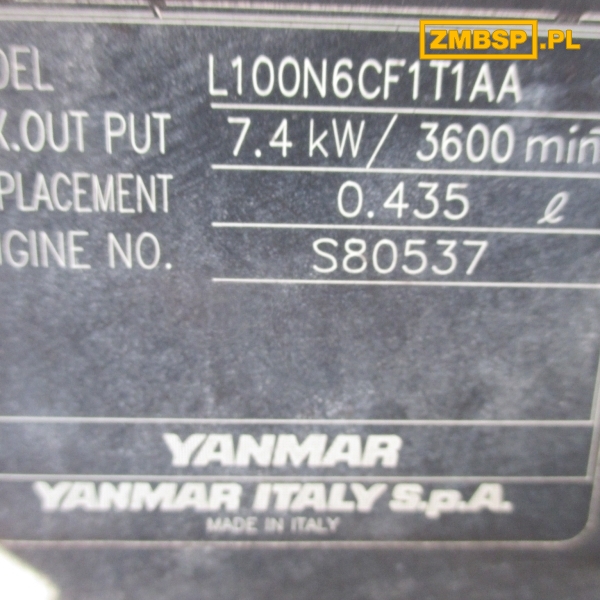 ZMBSP.PL
DEL L100N6CF1T1AA
X.OUT PUT 7.4 kW/ 3600 min
PLACEMENT 0.435 ℓ
GINE NO. S80537
YANMAR
YANMAR ITALY S.p.A.
MADE IN ITALY